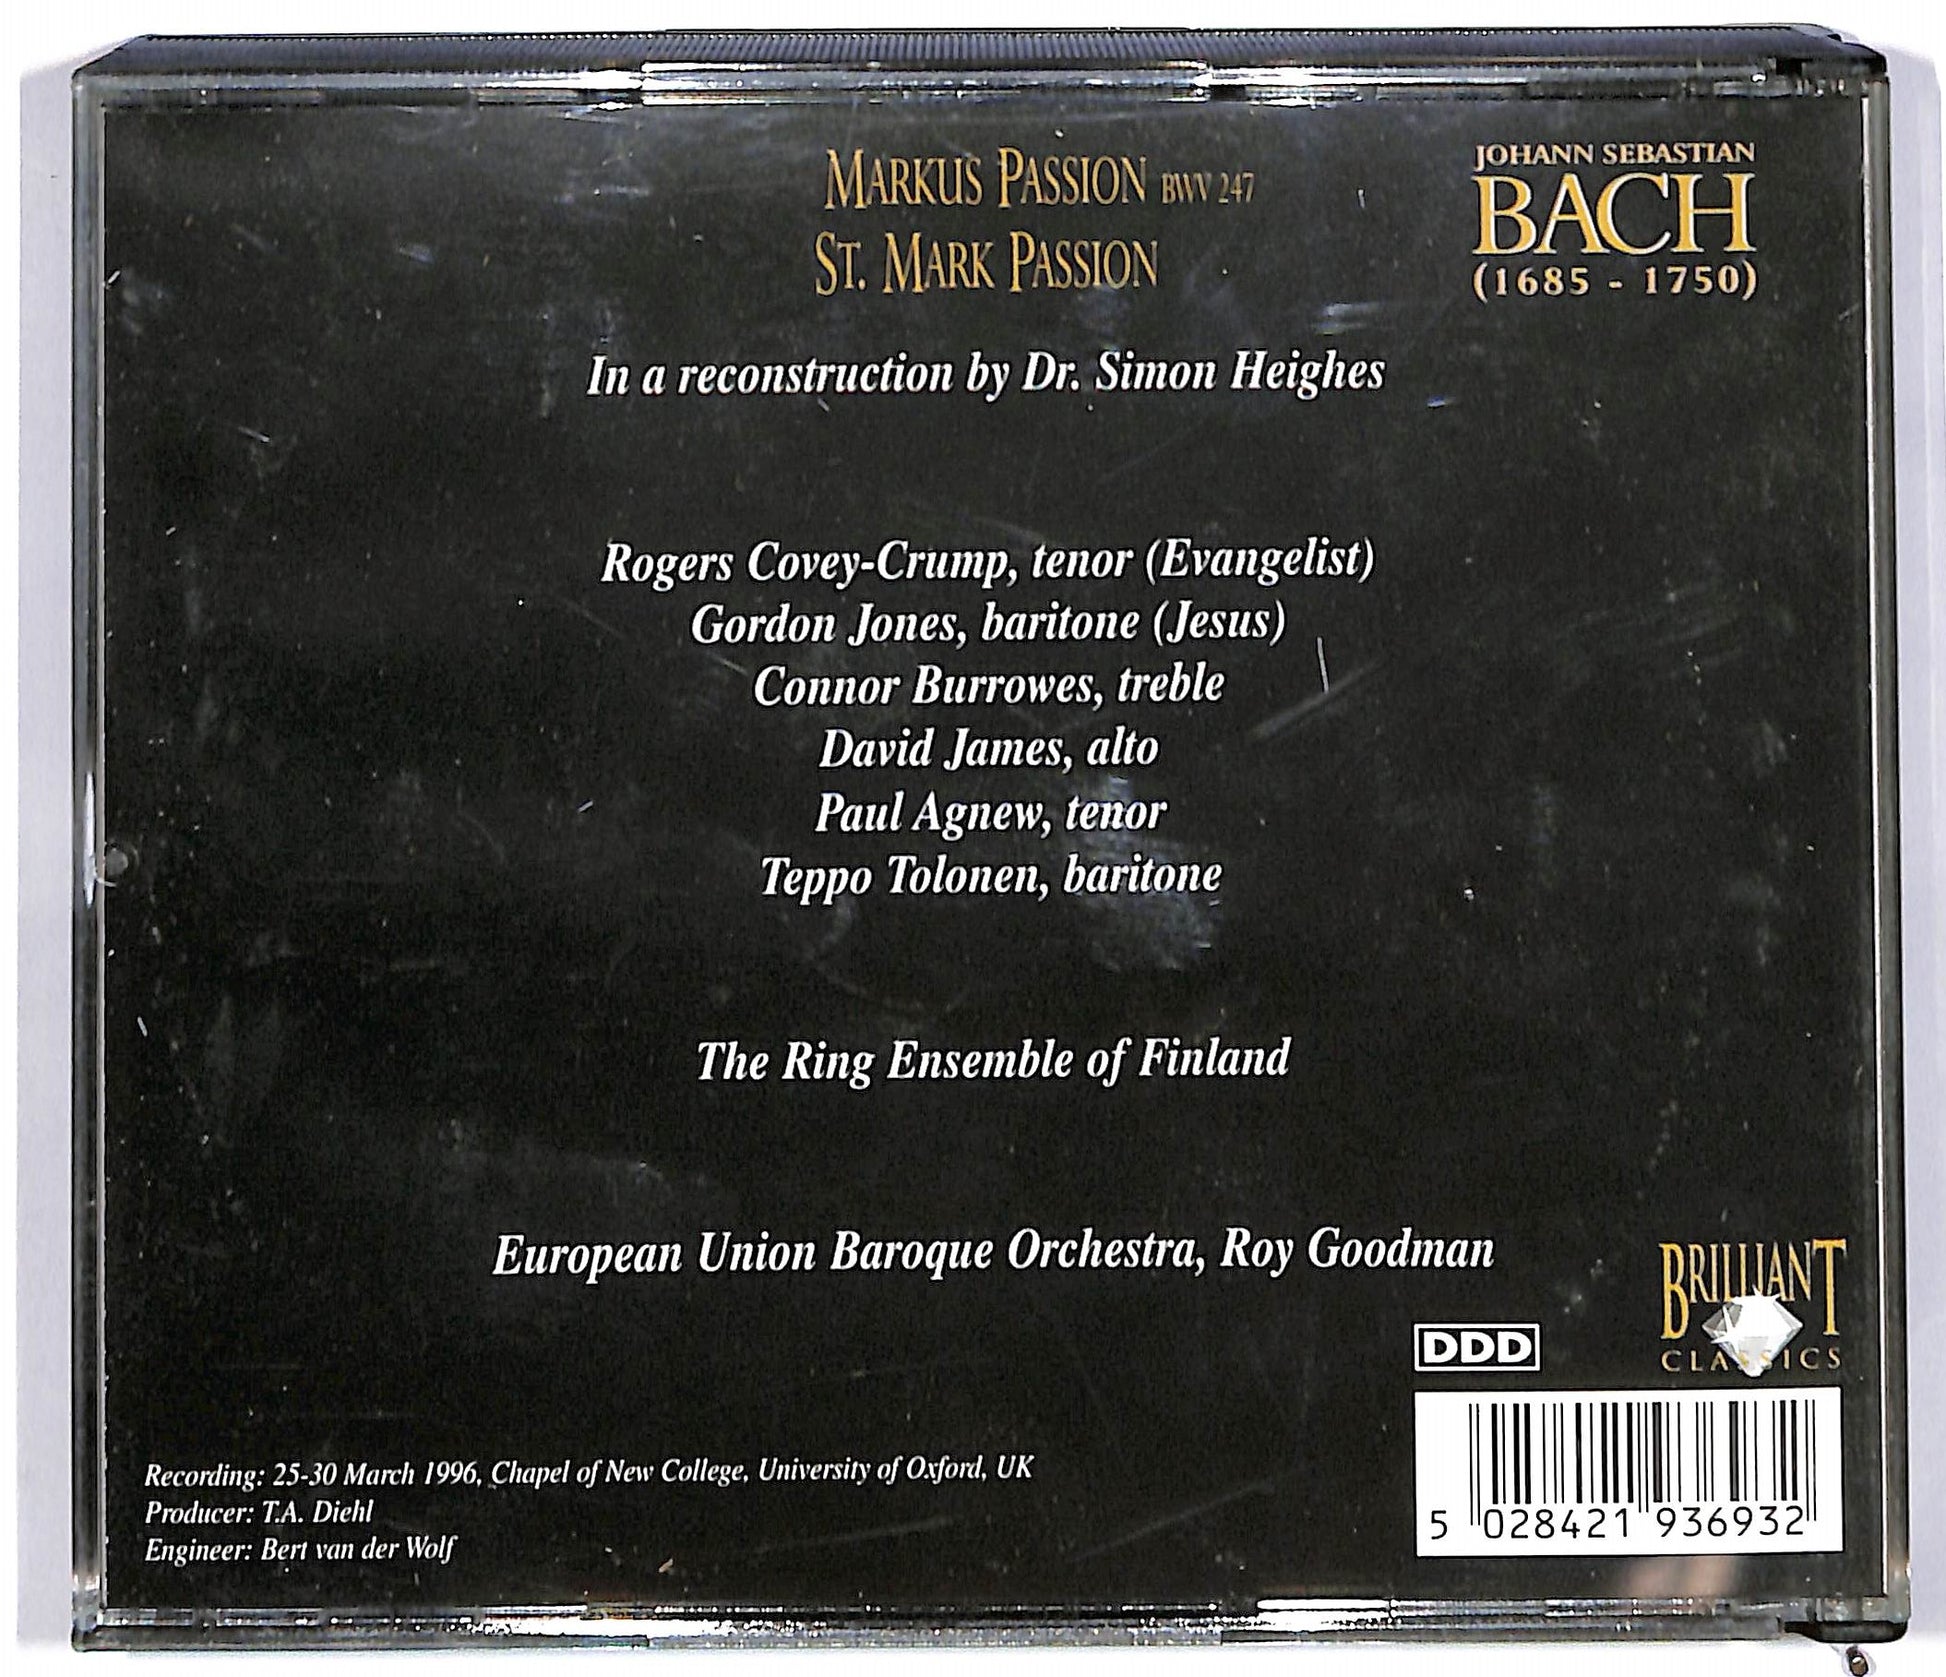 MARKUS PASSION BWV 247
ST. MARK PASSION
JOHANN SEBASTIAN
BACH
(1685 - 1750)
In a reconstruction by Dr. Simon Heighes
Rogers Covey-Crump, tenor (Evangelist)
Gordon Jones, baritone (Jesus)
Connor Burrowes, treble
David James, alto
Paul Agnew, tenor
Teppo Tolonen, baritone
The Ring Ensemble of Finland
European Union Baroque Orchestra, Roy Goodman
BRILLIANT
CLASSICS
DDD
Recording: 25-30 March 1996, Chapel of New College, University of Oxford, UK
Producer: T.A. Diehl
Engineer: Bert van der Wolf
5 028421 936932